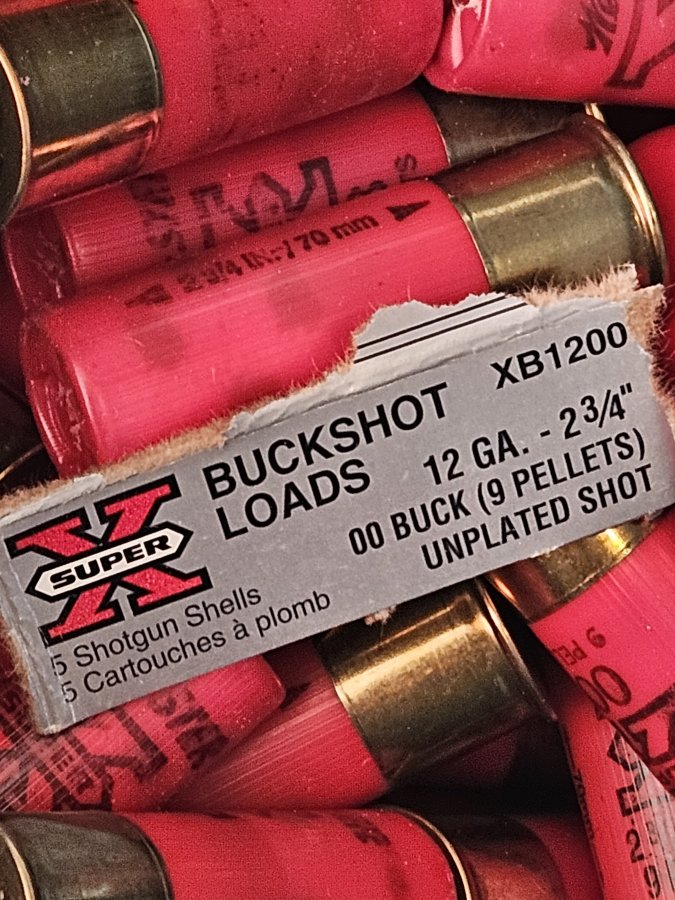 2 3/4 IN./70 mm
XB1200
BUCKSHOT
LOADS
12 GA. - 2 3/4"
00 BUCK (9 PELLETS)
UNPLATED SHOT
X
SUPER
5 Shotgun Shells
5 Cartouches à plomb
00